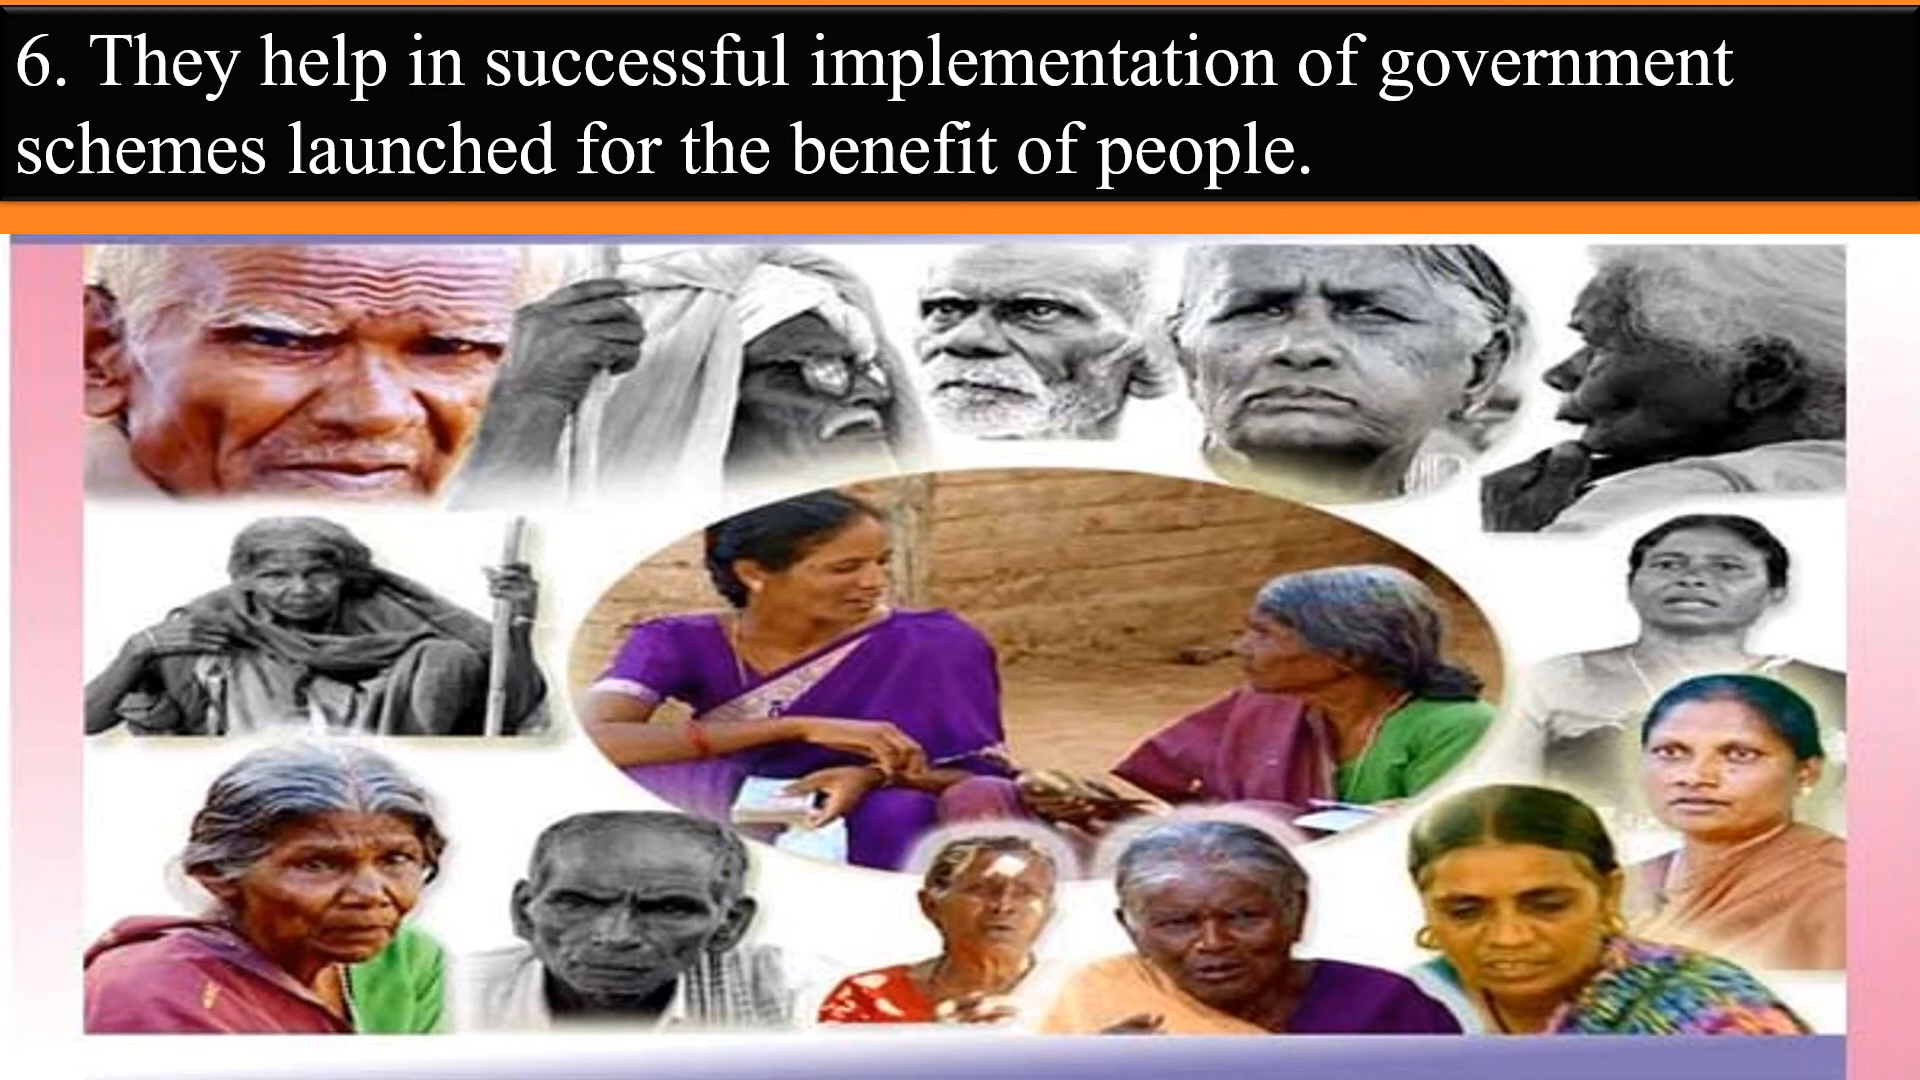 6. They help in successful implementation of government
schemes launched for the benefit of people.